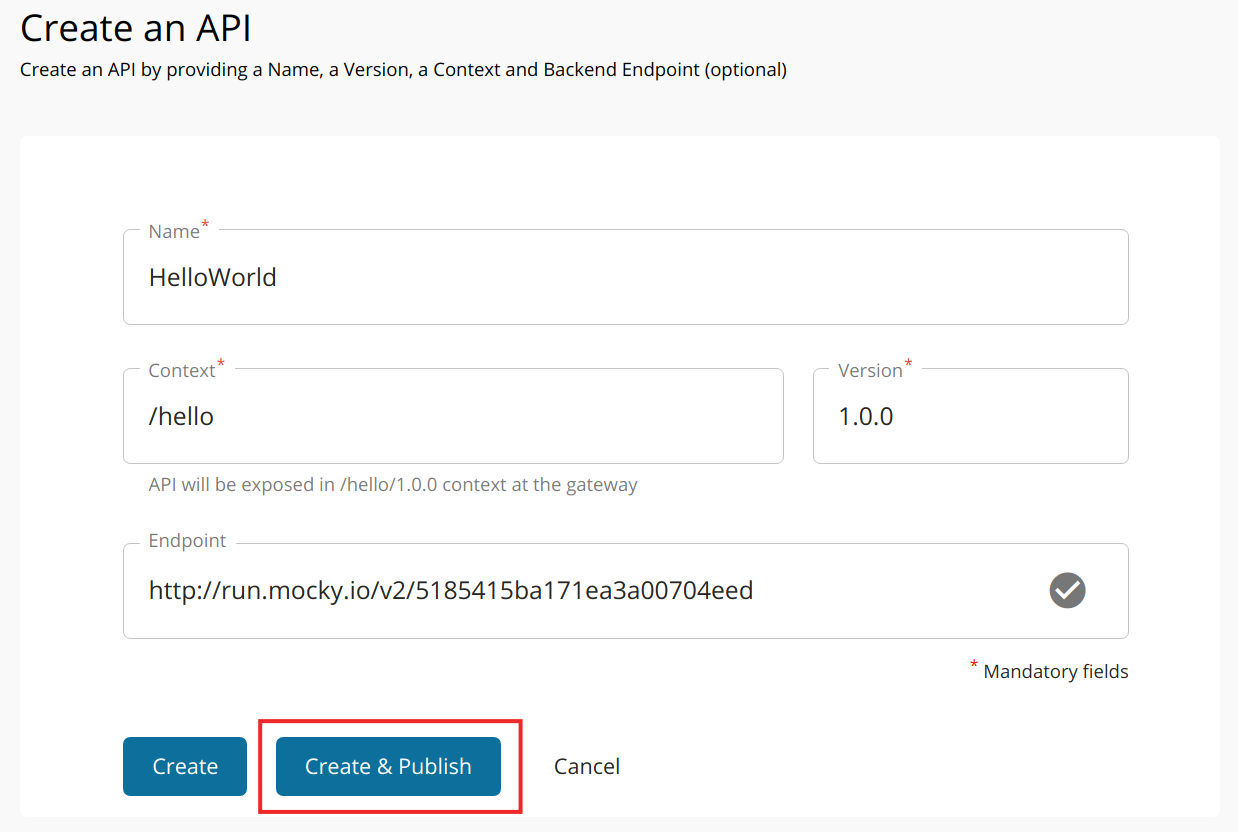 Create an API
Create an API by providing a Name, a Version, a Context and Backend Endpoint (optional)
Name*
HelloWorld
Context*
/hello
Version*
1.0.0
API will be exposed in /hello/1.0.0 context at the gateway
Endpoint
http://run.mocky.io/v2/5185415ba171ea3a00704eed
* Mandatory fields
Create
Create & Publish
Cancel